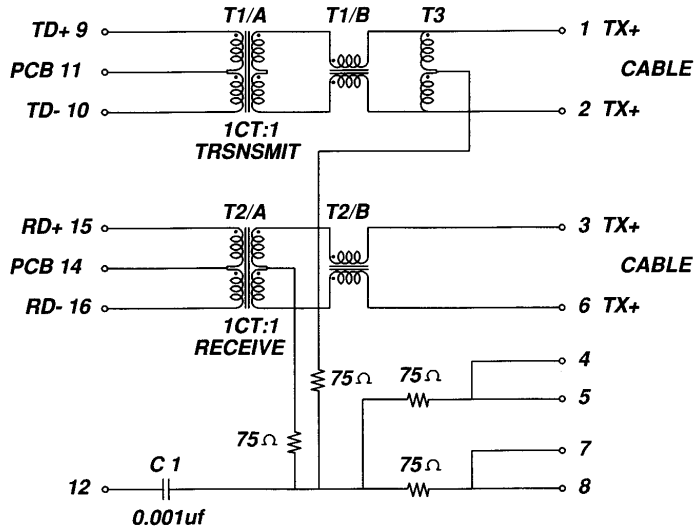 T1/A T1/B T3
TD+ 9
1 TX+
PCB 11
CABLE
TD- 10
2 TX+
1CT:1
TRSNSMIT
T2/A T2/B
RD+ 15
3 TX+
PCB 14
CABLE
RD- 16
6 TX+
1CT:1
RECEIVE
4
75Ω 75Ω
5
75Ω
7
C 1
75Ω
12
8
0.001uf